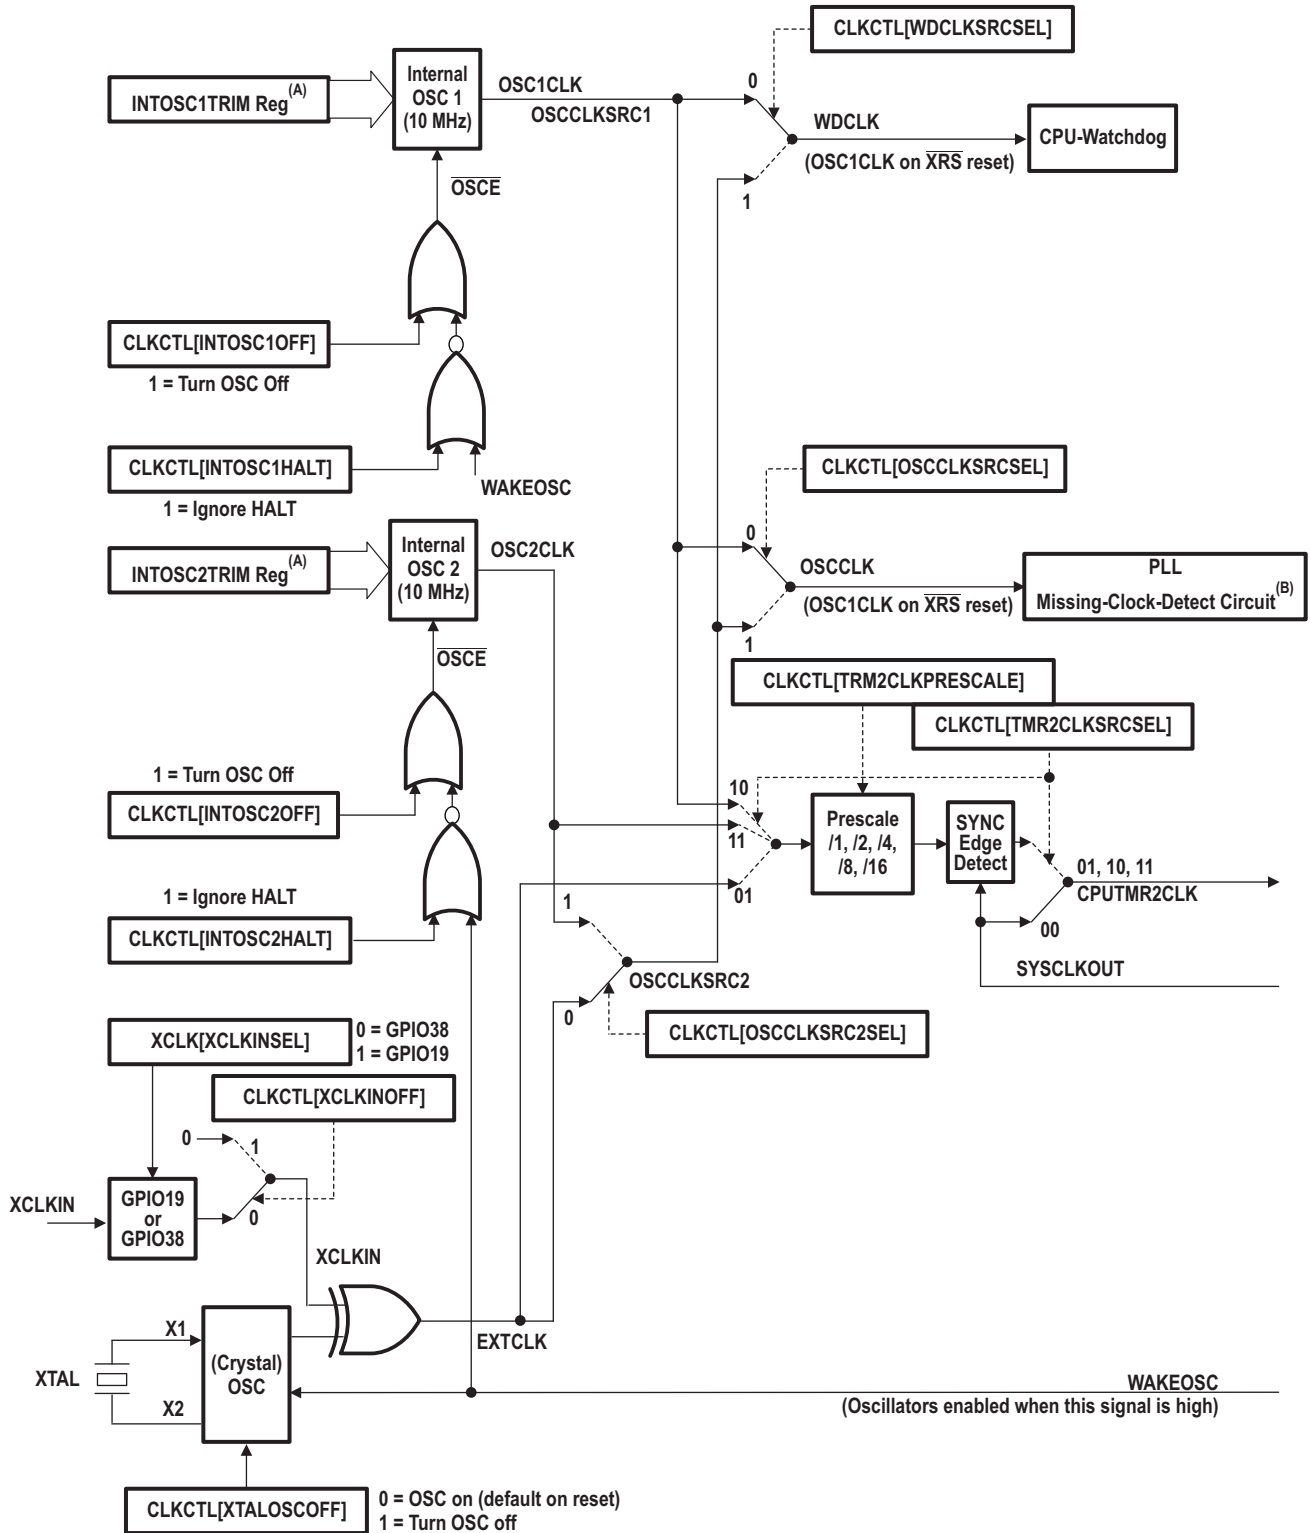 CLKCTL[WDCLKSRCSEL]
Internal
OSC 1
(10 MHz)
INTOSC1TRIM Reg(A)
OSC1CLK
OSCCLKSRC1
0
WDCLK
(OSC1CLK on XRS reset)
CPU-Watchdog
1
OSCE
CLKCTL[INTOSC1OFF]
1 = Turn OSC Off
CLKCTL[INTOSC1HALT]
1 = Ignore HALT
WAKEOSC
CLKCTL[OSCCLKSRCSEL]
Internal
OSC 2
(10 MHz)
INTOSC2TRIM Reg(A)
OSC2CLK
0
OSCCLK
(OSC1CLK on XRS reset)
PLL
Missing-Clock-Detect Circuit(B)
1
OSCE
CLKCTL[TRM2CLKPRESCALE]
CLKCTL[TMR2CLKSRCSEL]
1 = Turn OSC Off
CLKCTL[INTOSC2OFF]
10
11
01
Prescale
/1, /2, /4,
/8, /16
SYNC
Edge
Detect
01, 10, 11
CPUTMR2CLK
00
SYSCLKOUT
1 = Ignore HALT
CLKCTL[INTOSC2HALT]
1
OSCCLKSRC2
0
CLKCTL[OSCCLKSRC2SEL]
XCLK[XCLKINSEL]
0 = GPIO38
1 = GPIO19
CLKCTL[XCLKINOFF]
0
1
XCLKIN
GPIO19
or
GPIO38
0
XCLKIN
EXTCLK
X1
XTAL
X2
(Crystal)
OSC
WAKEOSC
(Oscillators enabled when this signal is high)
CLKCTL[XTALOSCOFF]
0 = OSC on (default on reset)
1 = Turn OSC off